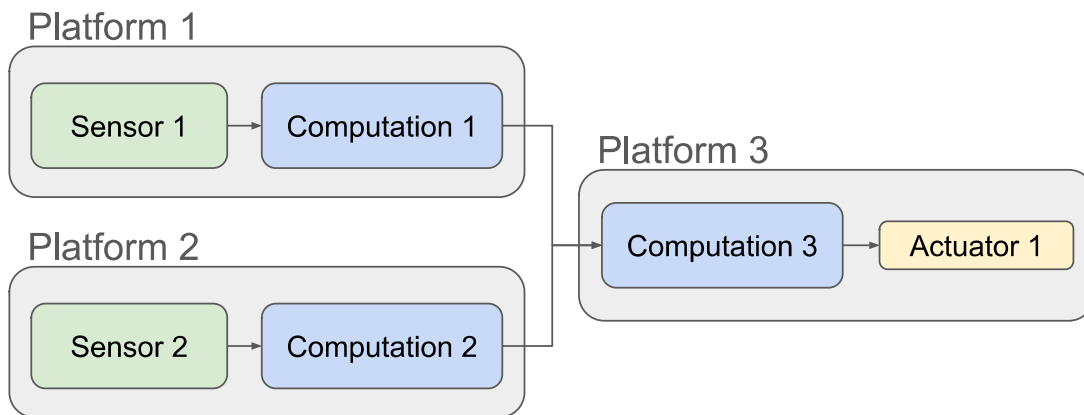 Platform 1
Sensor 1
Computation 1
Platform 2
Sensor 2
Computation 2
Platform 3
Computation 3
Actuator 1